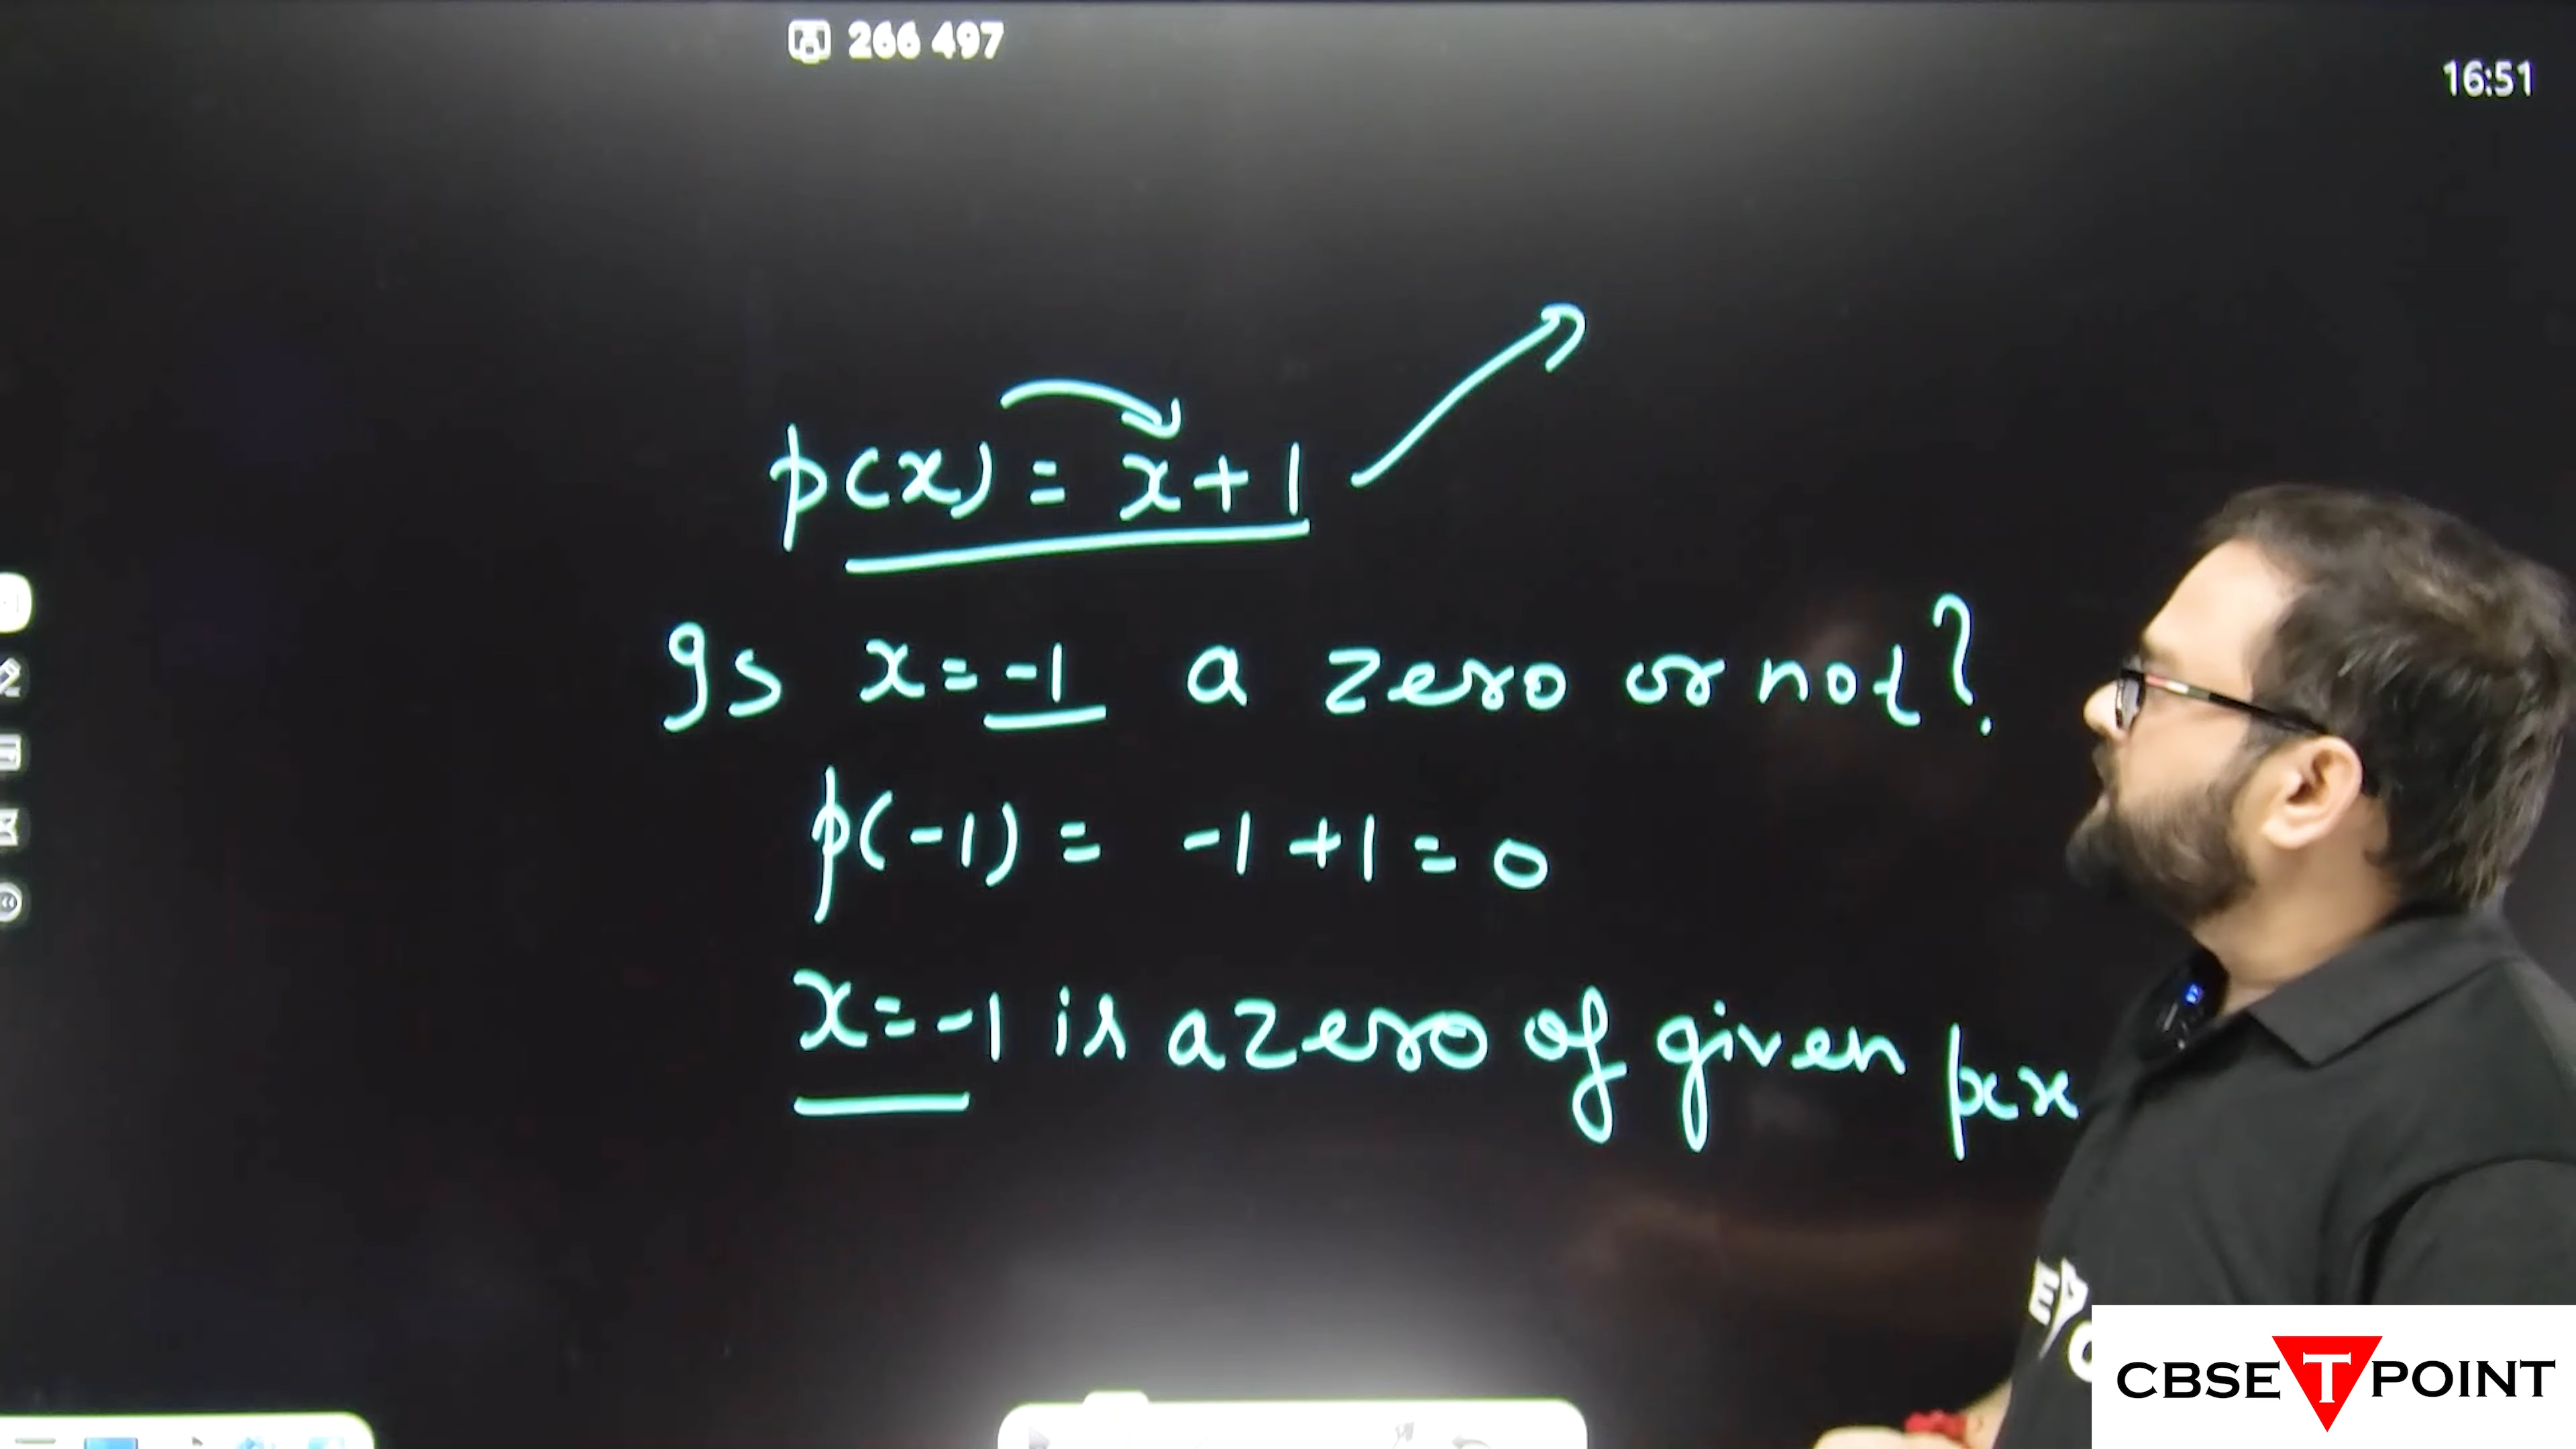 266 497
16:51
p(x) = x + 1
Is x = -1 a zero or not?
p(-1) = -1 + 1 = 0
x = -1 is a zero of given p(x
CBSE T POINT